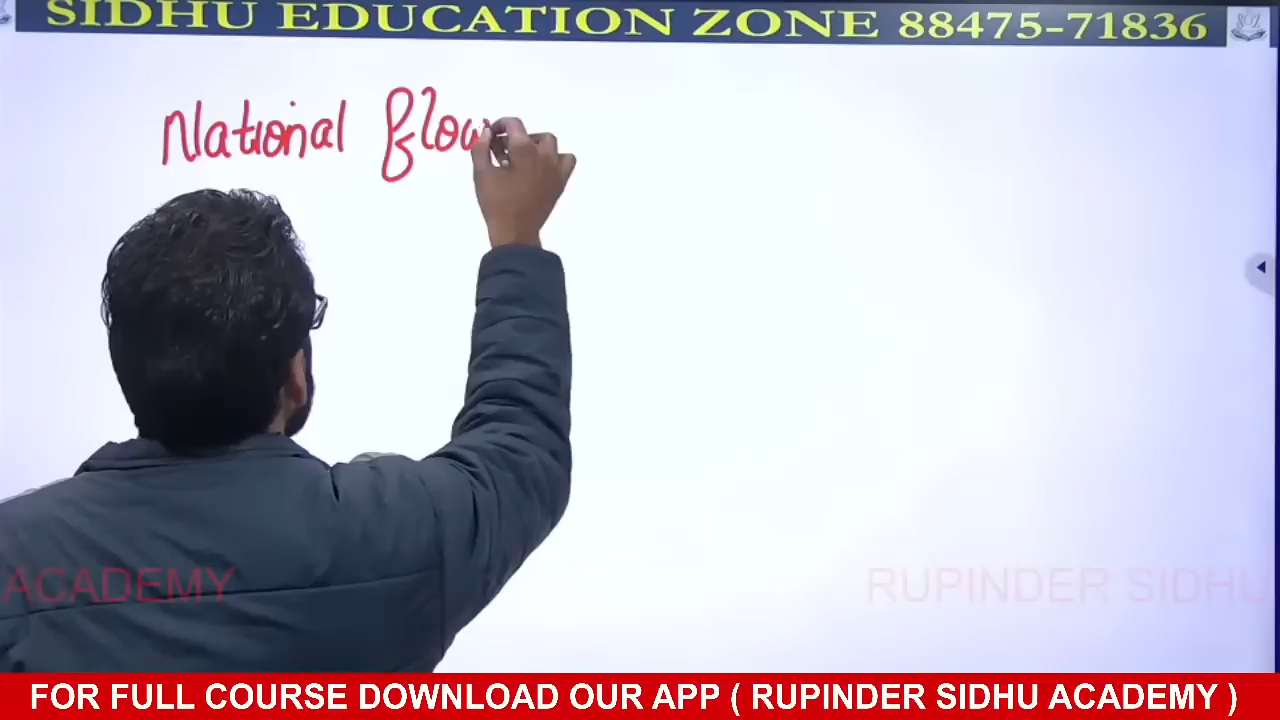 SIDHU EDUCATION ZONE 88475-71836
National flow
ACADEMY
RUPINDER SIDHU
FOR FULL COURSE DOWNLOAD OUR APP ( RUPINDER SIDHU ACADEMY )